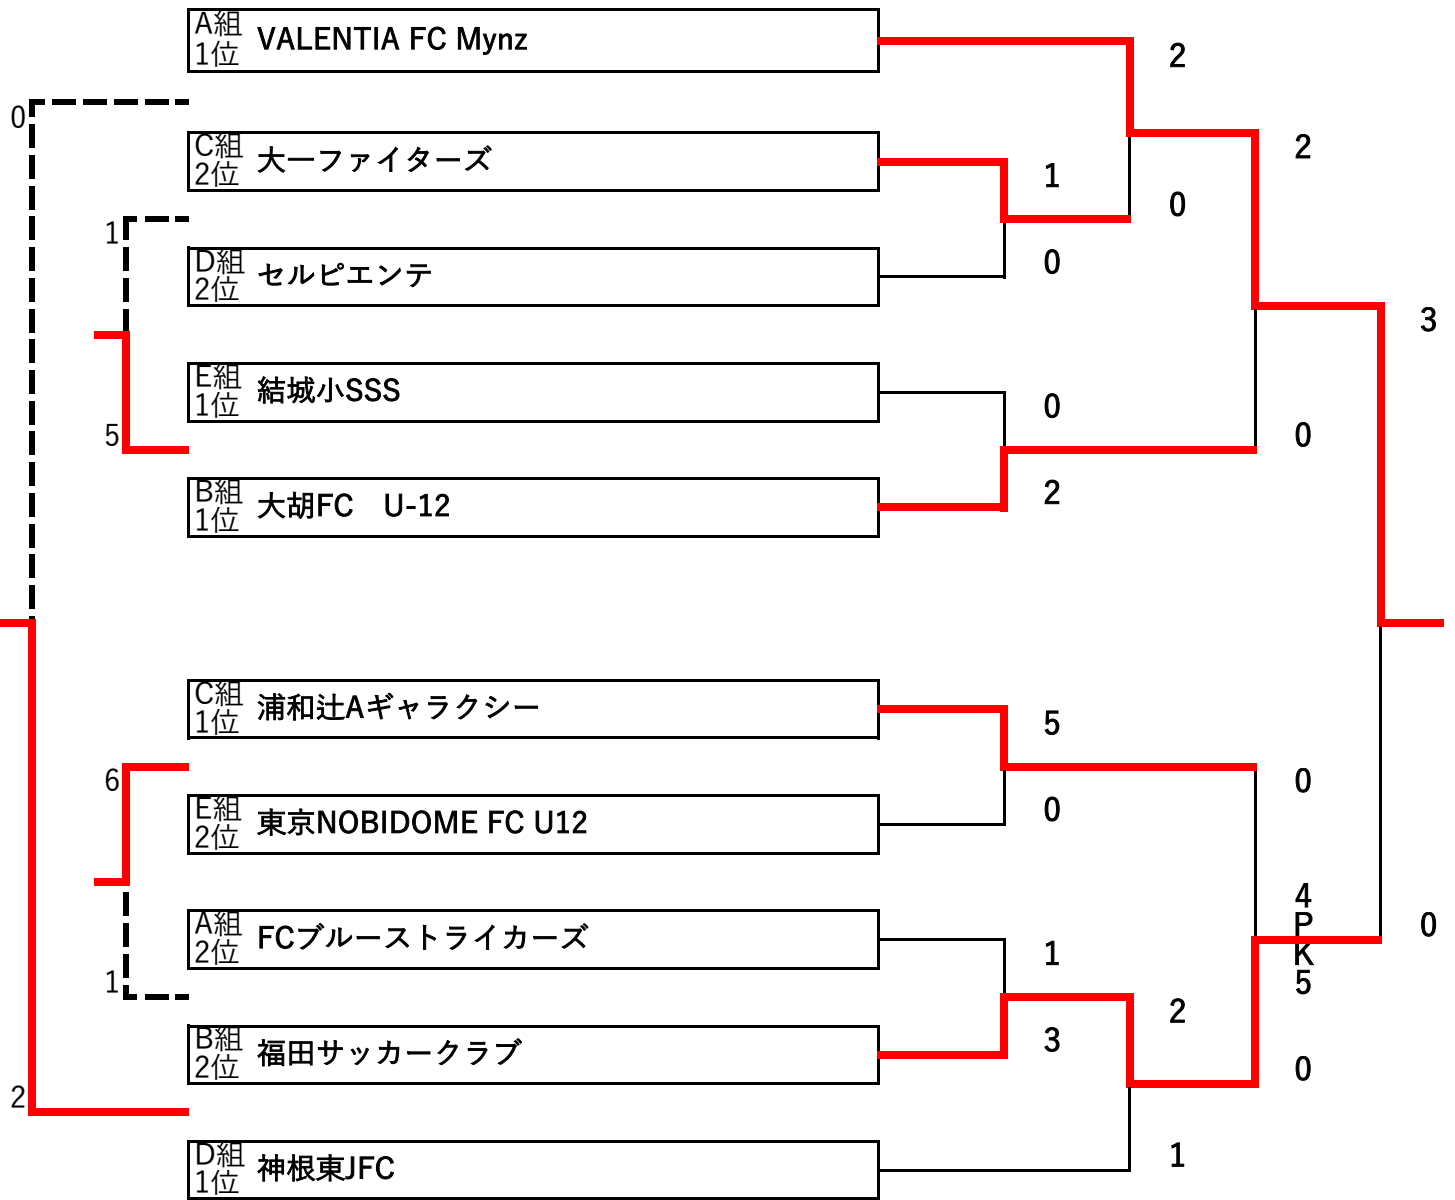 A組
1位
VALENTIA FC Mynz
2
0
C組
2位
大一ファイターズ
1
2
0
1
D組
2位
セルピエンテ
0
3
E組
1位
結城小SSS
0
0
5
B組
1位
大胡FC　U-12
2
C組
1位
浦和辻Aギャラクシー
5
6
0
E組
2位
東京NOBIDOME FC U12
0
4
P
K
5
A組
2位
FCブルーストライカーズ
1
0
1
2
B組
2位
福田サッカークラブ
3
0
2
D組
1位
神根東JFC
1